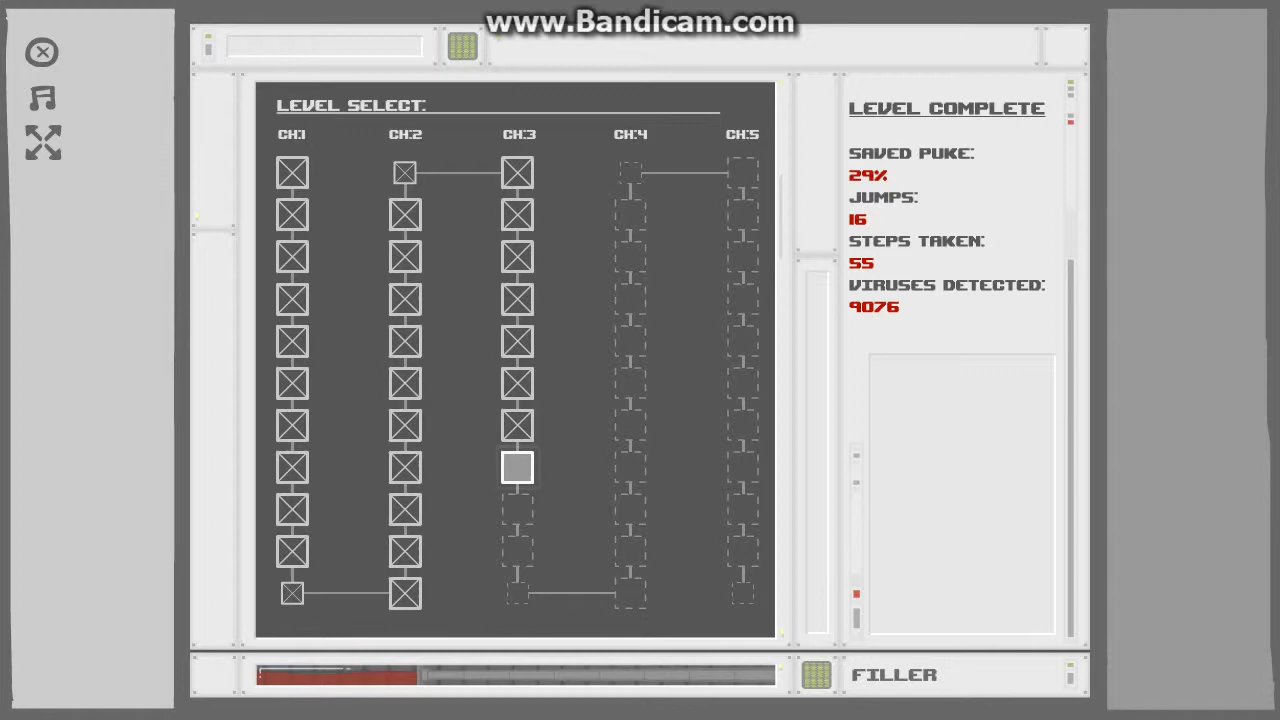 www.Bandicam.com
LEVEL SELECT:
CH:1 CH:2 CH:3 CH:4 CH:5
LEVEL COMPLETE
SAVED PUKE:
29%
JUMPS:
16
STEPS TAKEN:
55
VIRUSES DETECTED:
9076
FILLER